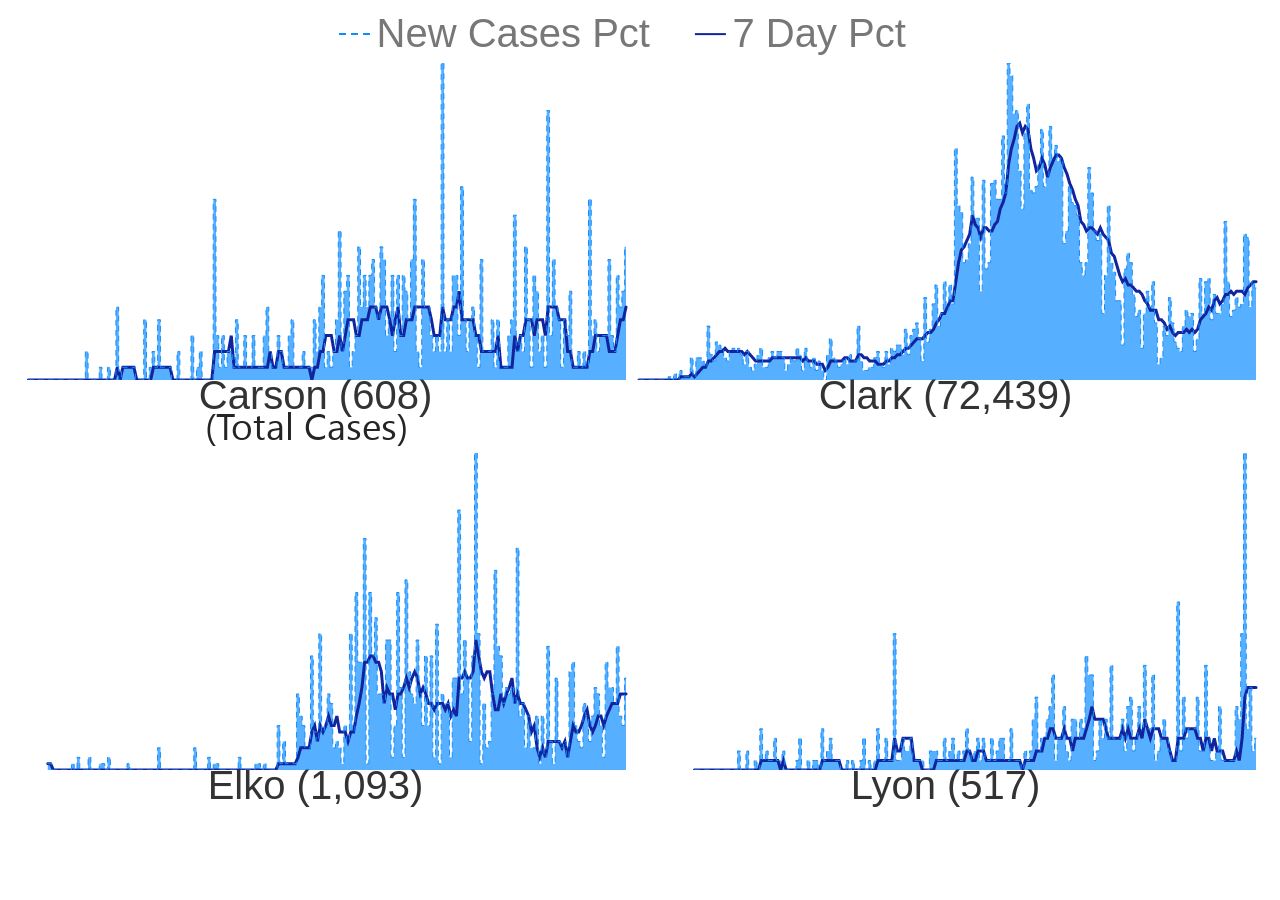 New Cases Pct 7 Day Pct
Carson (608) Clark (72,439)
(Total Cases)
Elko (1,093) Lyon (517)